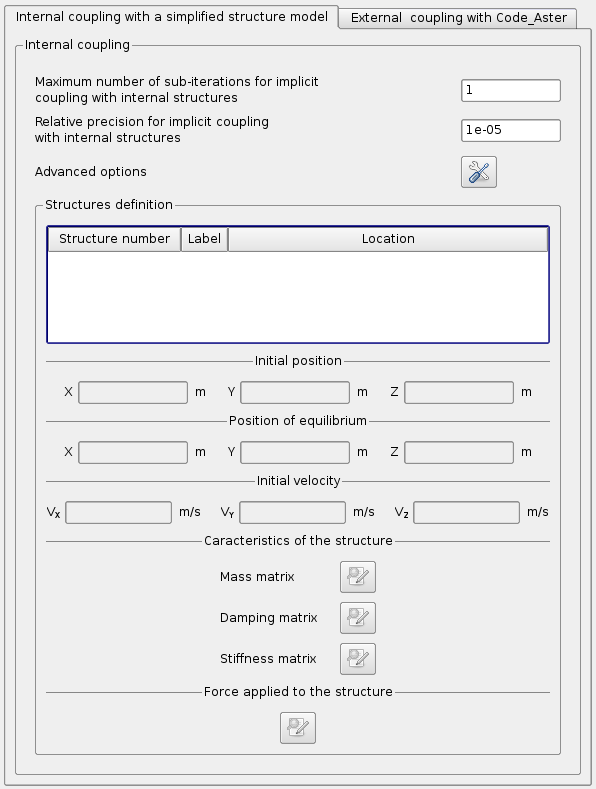 Internal coupling with a simplified structure model External coupling with Code_Aster
Internal coupling
Maximum number of sub-iterations for implicit
coupling with internal structures
1
Relative precision for implicit coupling
with internal structures
1e-05
Advanced options
Structures definition
Structure number Label Location
Initial position
X m Y m Z m
Position of equilibrium
X m Y m Z m
Initial velocity
VX m/s VY m/s VZ m/s
Caracteristics of the structure
Mass matrix
Damping matrix
Stiffness matrix
Force applied to the structure